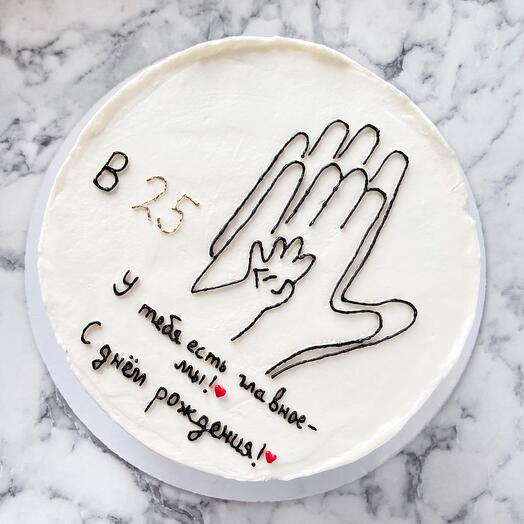 В 25
у тебя есть главное-
мы!
С днём рождения!